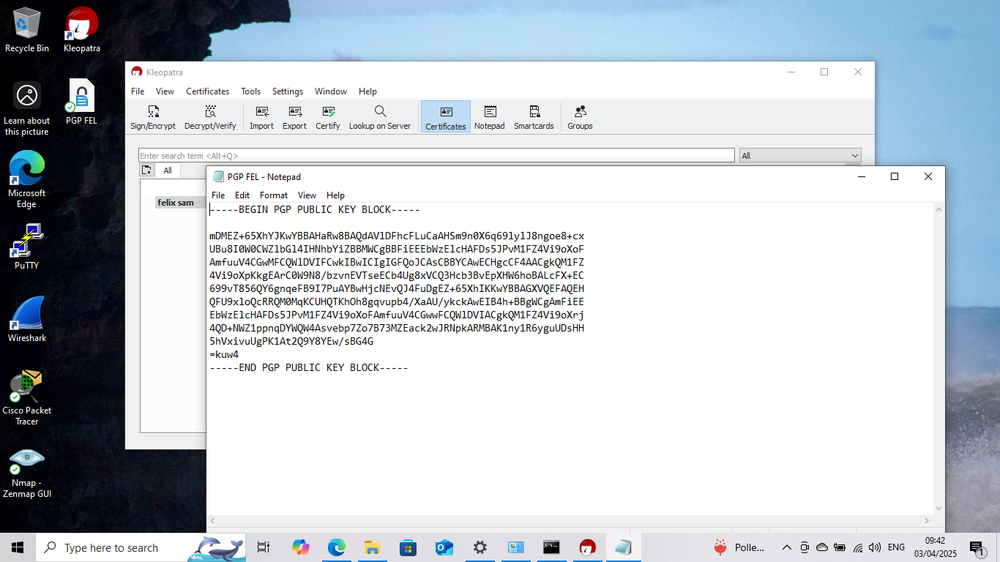 Recycle Bin
Kleopatra
Learn about
this picture
PGP FEL
Microsoft
Edge
PuTTY
Wireshark
Cisco Packet
Tracer
Nmap -
Zenmap GUI
Kleopatra
File View Certificates Tools Settings Window Help
Sign/Encrypt Decrypt/Verify Import Export Certify Lookup on Server Certificates Notepad Smartcards Groups
Enter search term <Alt+Q>
All
All
felix sam
PGP FEL - Notepad
File Edit Format View Help
-----BEGIN PGP PUBLIC KEY BLOCK-----
mDMEZ+65XhYJKwYBBAHaRw8BAQdAVlDFhcFLuCaAHSm9n0X6q69lylJ8ngoe8+cx
UBu8I0W0CWZlbGl4IHNhbYiZBBMWCgBBFiEEEbWzElcHAFDs5JPvM1FZ4Vi9oXoF
AmfuuV4CGwMFCQWlDVIFCwkIBwICIgIGFQoJCAsCBBYCAwECHgcCF4AACgkQM1FZ
4Vi9oXpKkgEArC0W9N8/bzvnEVTseECb4Ug8xVCQ3Hcb3BvEpXHW6hoBALcFX+EC
699vT856QY6gnqeFB9I7PuAYBwHjcNEvQJ4FuDgEZ+65XhIKKwYBBAGXVQEFAQEH
QFU9xloQcRRQM0MqKCUHQTKhOh8gqvupb4/XaAU/ykckAwEIB4h+BBgWCgAmFiEE
EbWzElcHAFDs5JPvM1FZ4Vi9oXoFAmfuuV4CGwwFCQWlDVIACgkQM1FZ4Vi9oXrj
4QD+NWZ1ppnqDYWQW4Asvebp7Zo7B73MZEack2wJRNpkARMBAK1ny1R6yguUDsHH
5hVxivuUgPK1At2Q9Y8YEw/sBG4G
=kuw4
-----END PGP PUBLIC KEY BLOCK-----
Type here to search
Polle...
ENG
09:42
03/04/2025
1